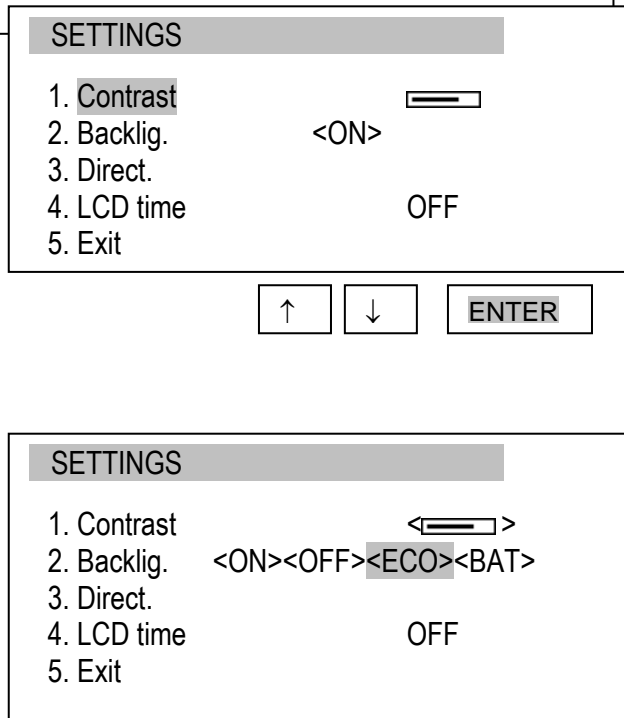 SETTINGS
1. Contrast
2. Backlig. <ON>
3. Direct.
4. LCD time OFF
5. Exit
↑ ↓ ENTER
SETTINGS
1. Contrast < >
2. Backlig. <ON><OFF><ECO><BAT>
3. Direct.
4. LCD time OFF
5. Exit